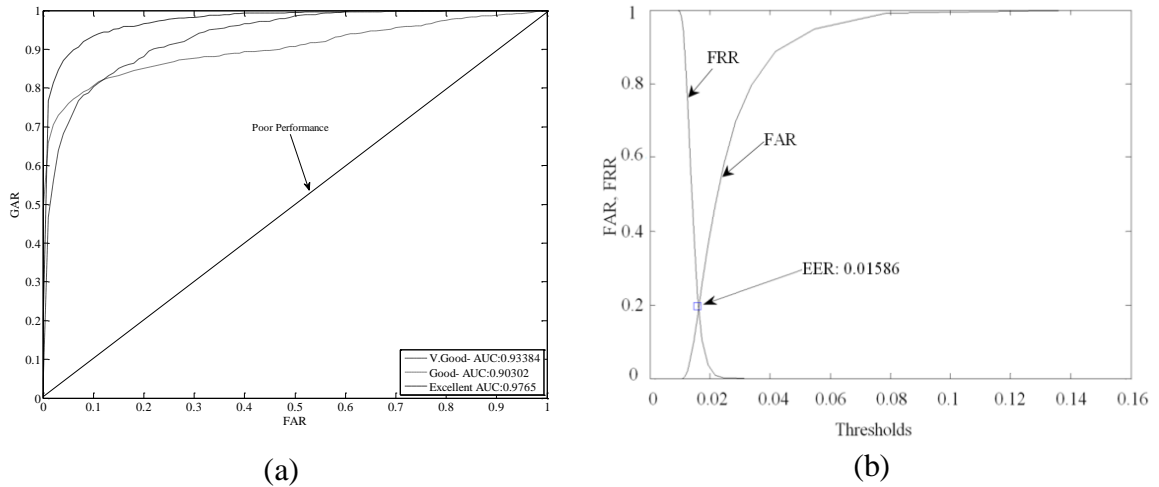 1
0.9
0.8
0.7
0.6
0.5
0.4
0.3
0.2
0.1
0
GAR
Poor Performance
V.Good- AUC:0.93384
Good- AUC:0.90302
Excellent AUC:0.9765
0 0.1 0.2 0.3 0.4 0.5 0.6 0.7 0.8 0.9 1
FAR
(a)
1
0.8
0.6
0.4
0.2
0
FAR, FRR
FRR
FAR
EER: 0.01586
0 0.02 0.04 0.06 0.08 0.1 0.12 0.14 0.16
Thresholds
(b)